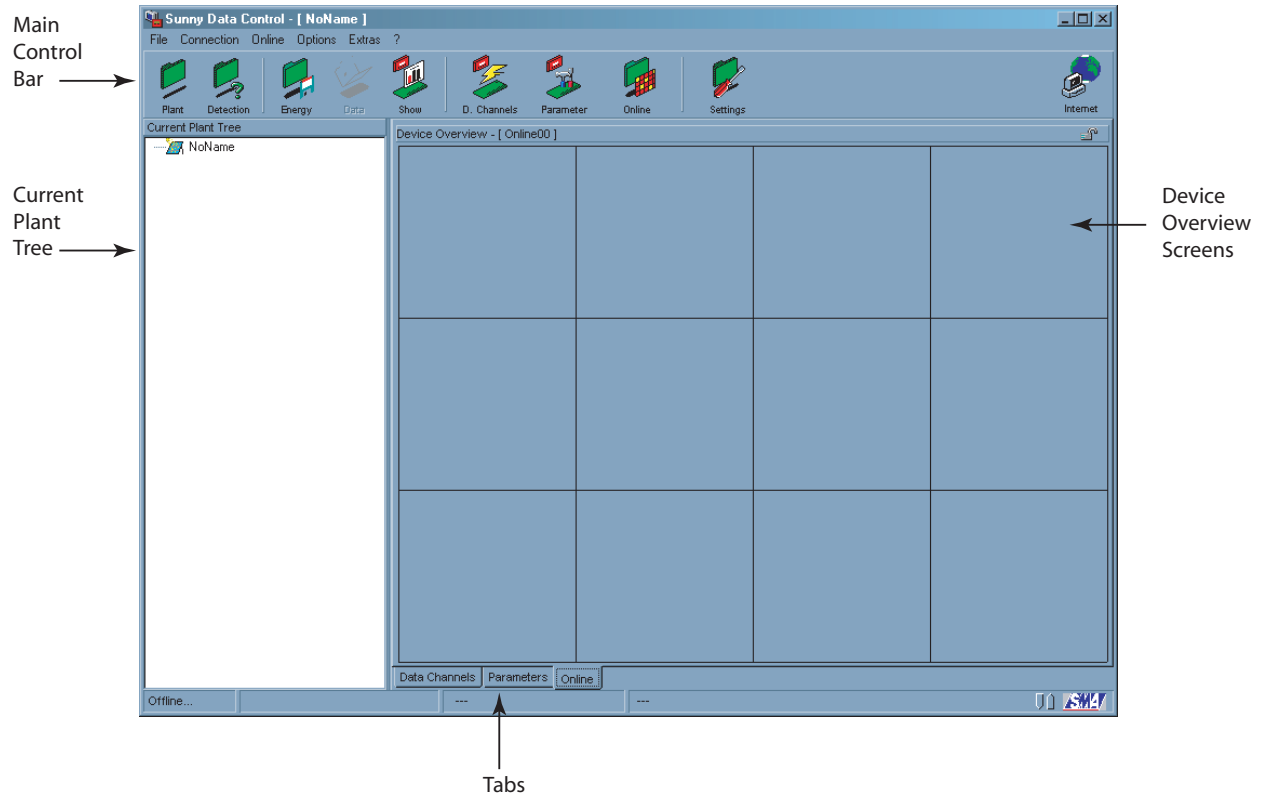 Main
Control
Bar
Sunny Data Control - [ NoName ]
File Connection Online Options Extras ?
Plant Detection Energy Data Show D. Channels Parameter Online Settings Internet
Current Plant Tree
Device Overview - [ Online00 ]
NoName
Current
Plant
Tree
Device
Overview
Screens
Data Channels Parameters Online
Offline... --- --- SMA
Tabs